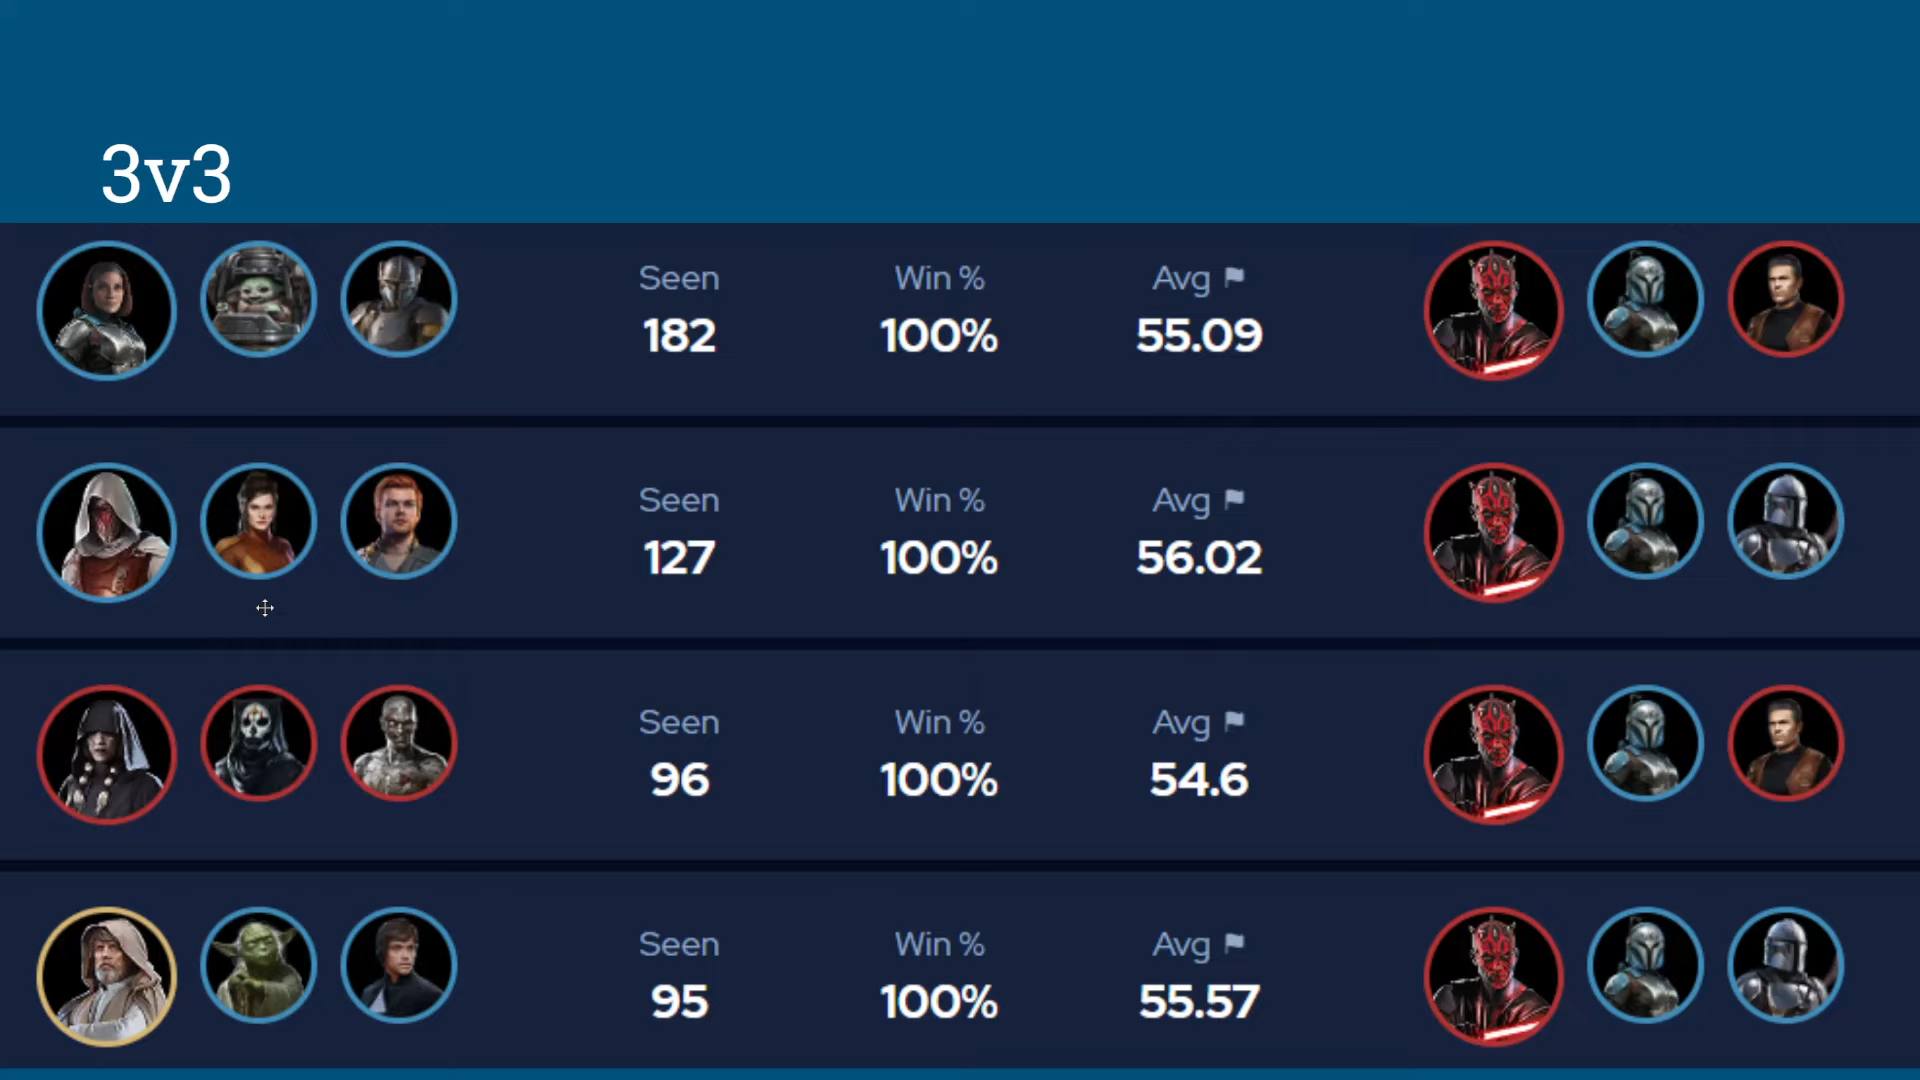 3v3
Seen Win % Avg
182 100% 55.09
Seen Win % Avg
127 100% 56.02
Seen Win % Avg
96 100% 54.6
Seen Win % Avg
95 100% 55.57